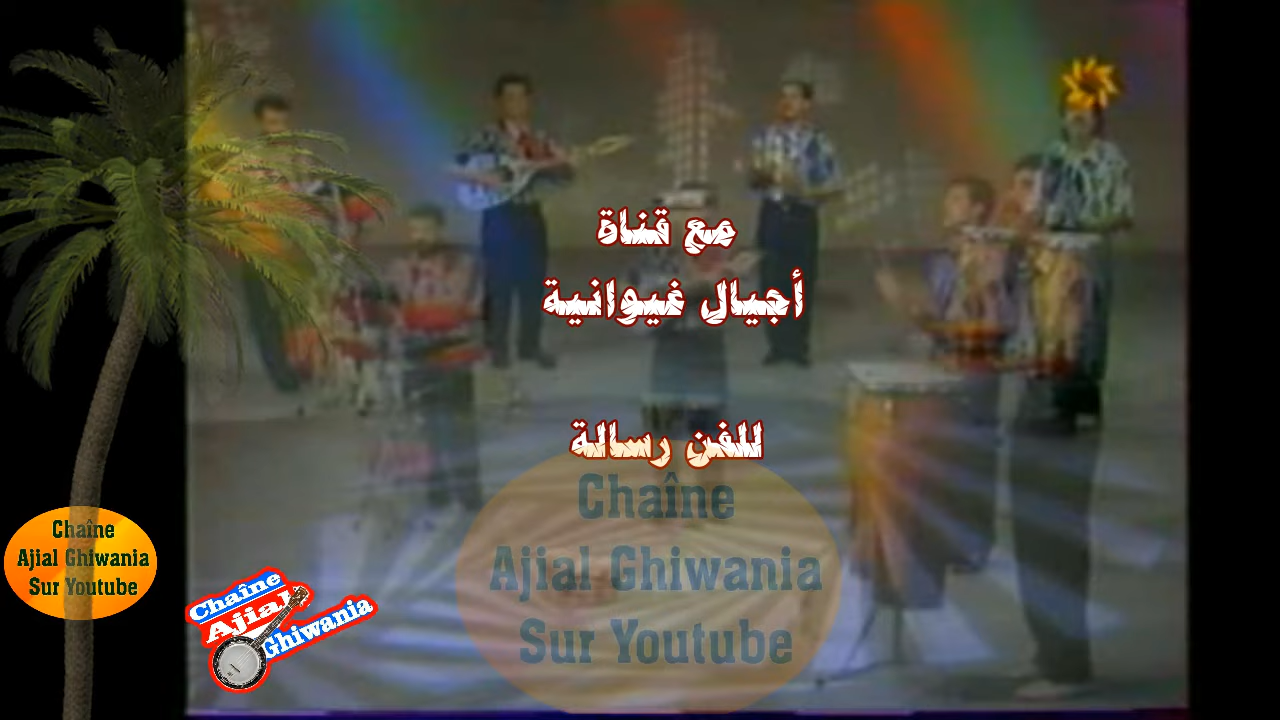 مع قناة
أجيال غيوانية
للفن رسالة
Chaîne
Ajial Ghiwania
Sur Youtube
Chaîne
Ajial Ghiwania
Sur Youtube
Chaîne
Ajial
Ghiwania